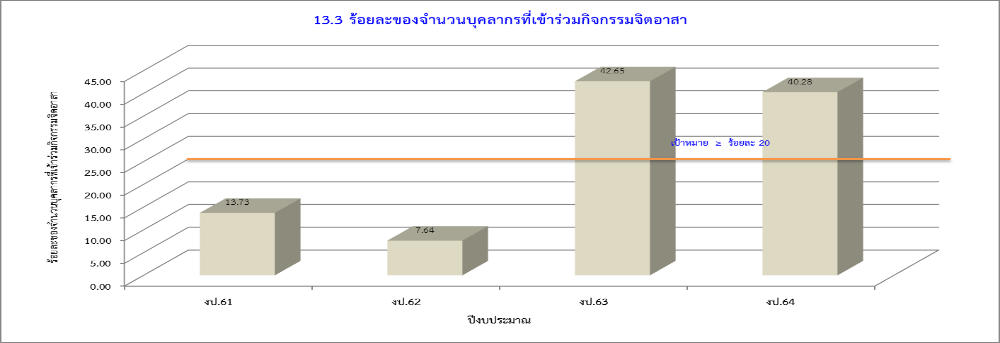 13.3 ร้อยละของจำนวนบุคลากรที่เข้าร่วมกิจกรรมจิตอาสา
ร้อยละของจำนวนบุคลากรที่เข้าร่วมกิจกรรมจิตอาสา
45.00
40.00
35.00
30.00
25.00
20.00
15.00
10.00
5.00
0.00
13.73
7.64
42.65
40.28
เป้าหมาย ≥ ร้อยละ 20
งป.61
งป.62
งป.63
งป.64
ปีงบประมาณ